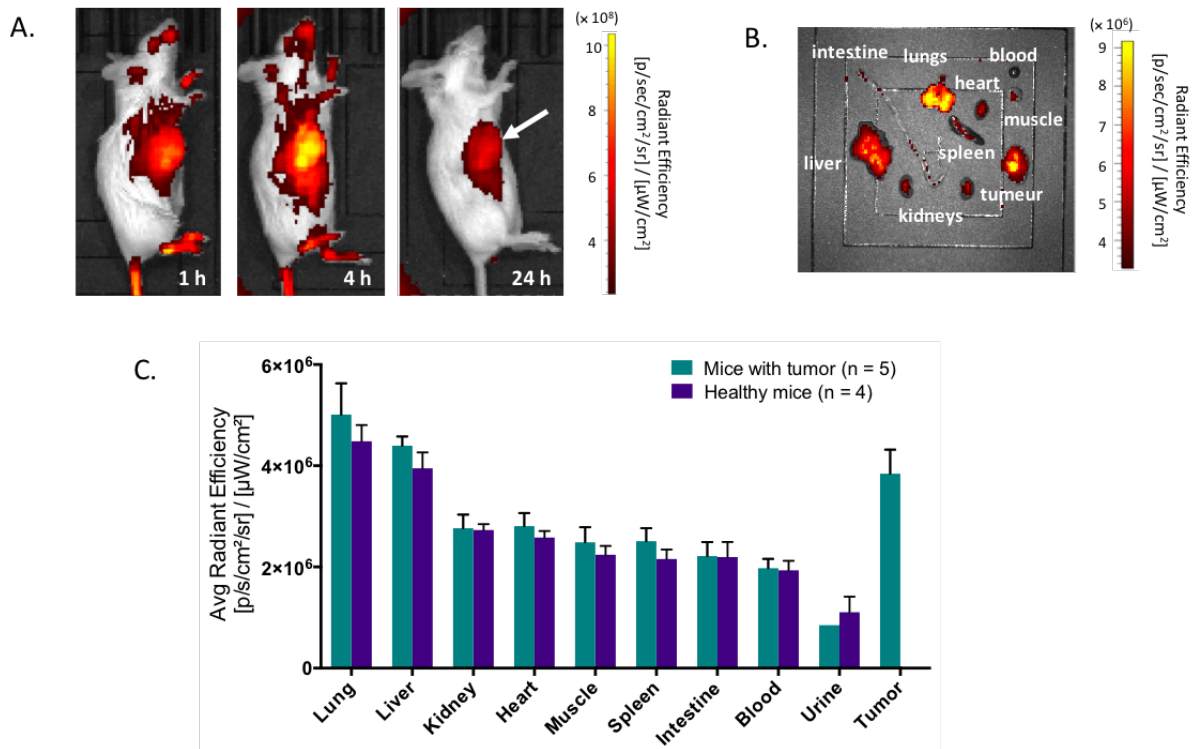 A.
1 h
4 h
24 h
(× 10⁸)
10
8
6
4
Radiant Efficiency
[p/sec/cm²/sr] / [µW/cm²]
B.
intestine
lungs
blood
heart
muscle
liver
spleen
tumeur
kidneys
(× 10⁶)
9
8
7
6
5
4
Radiant Efficiency
[p/sec/cm²/sr] / [µW/cm²]
C.
Avg Radiant Efficiency
[p/s/cm²/sr] / [µW/cm²]
6×10⁶
4×10⁶
2×10⁶
0
Mice with tumor (n = 5)
Healthy mice (n = 4)
Lung
Liver
Kidney
Heart
Muscle
Spleen
Intestine
Blood
Urine
Tumor